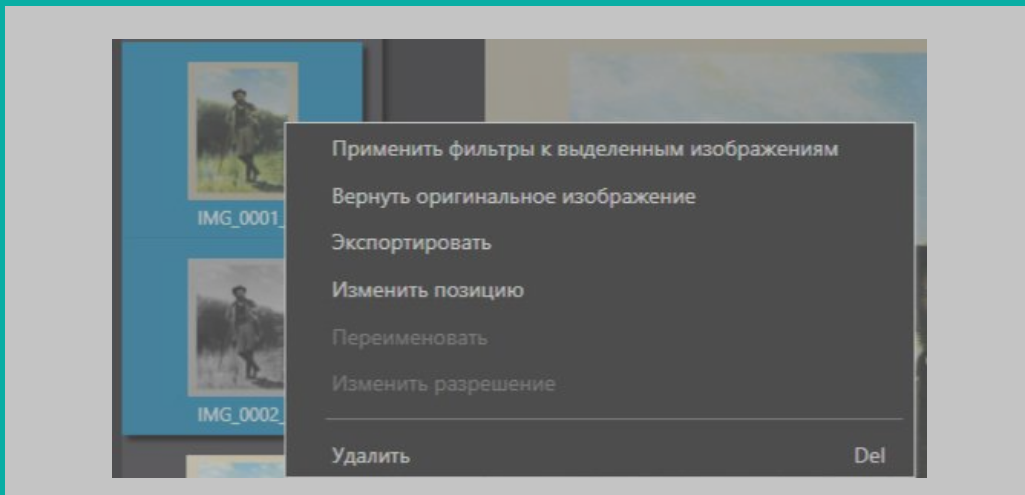 IMG_0001_
Применить фильтры к выделенным изображениям
Вернуть оригинальное изображение
Экспортировать
Изменить позицию
Переименовать
Изменить разрешение
IMG_0002_
Удалить Del